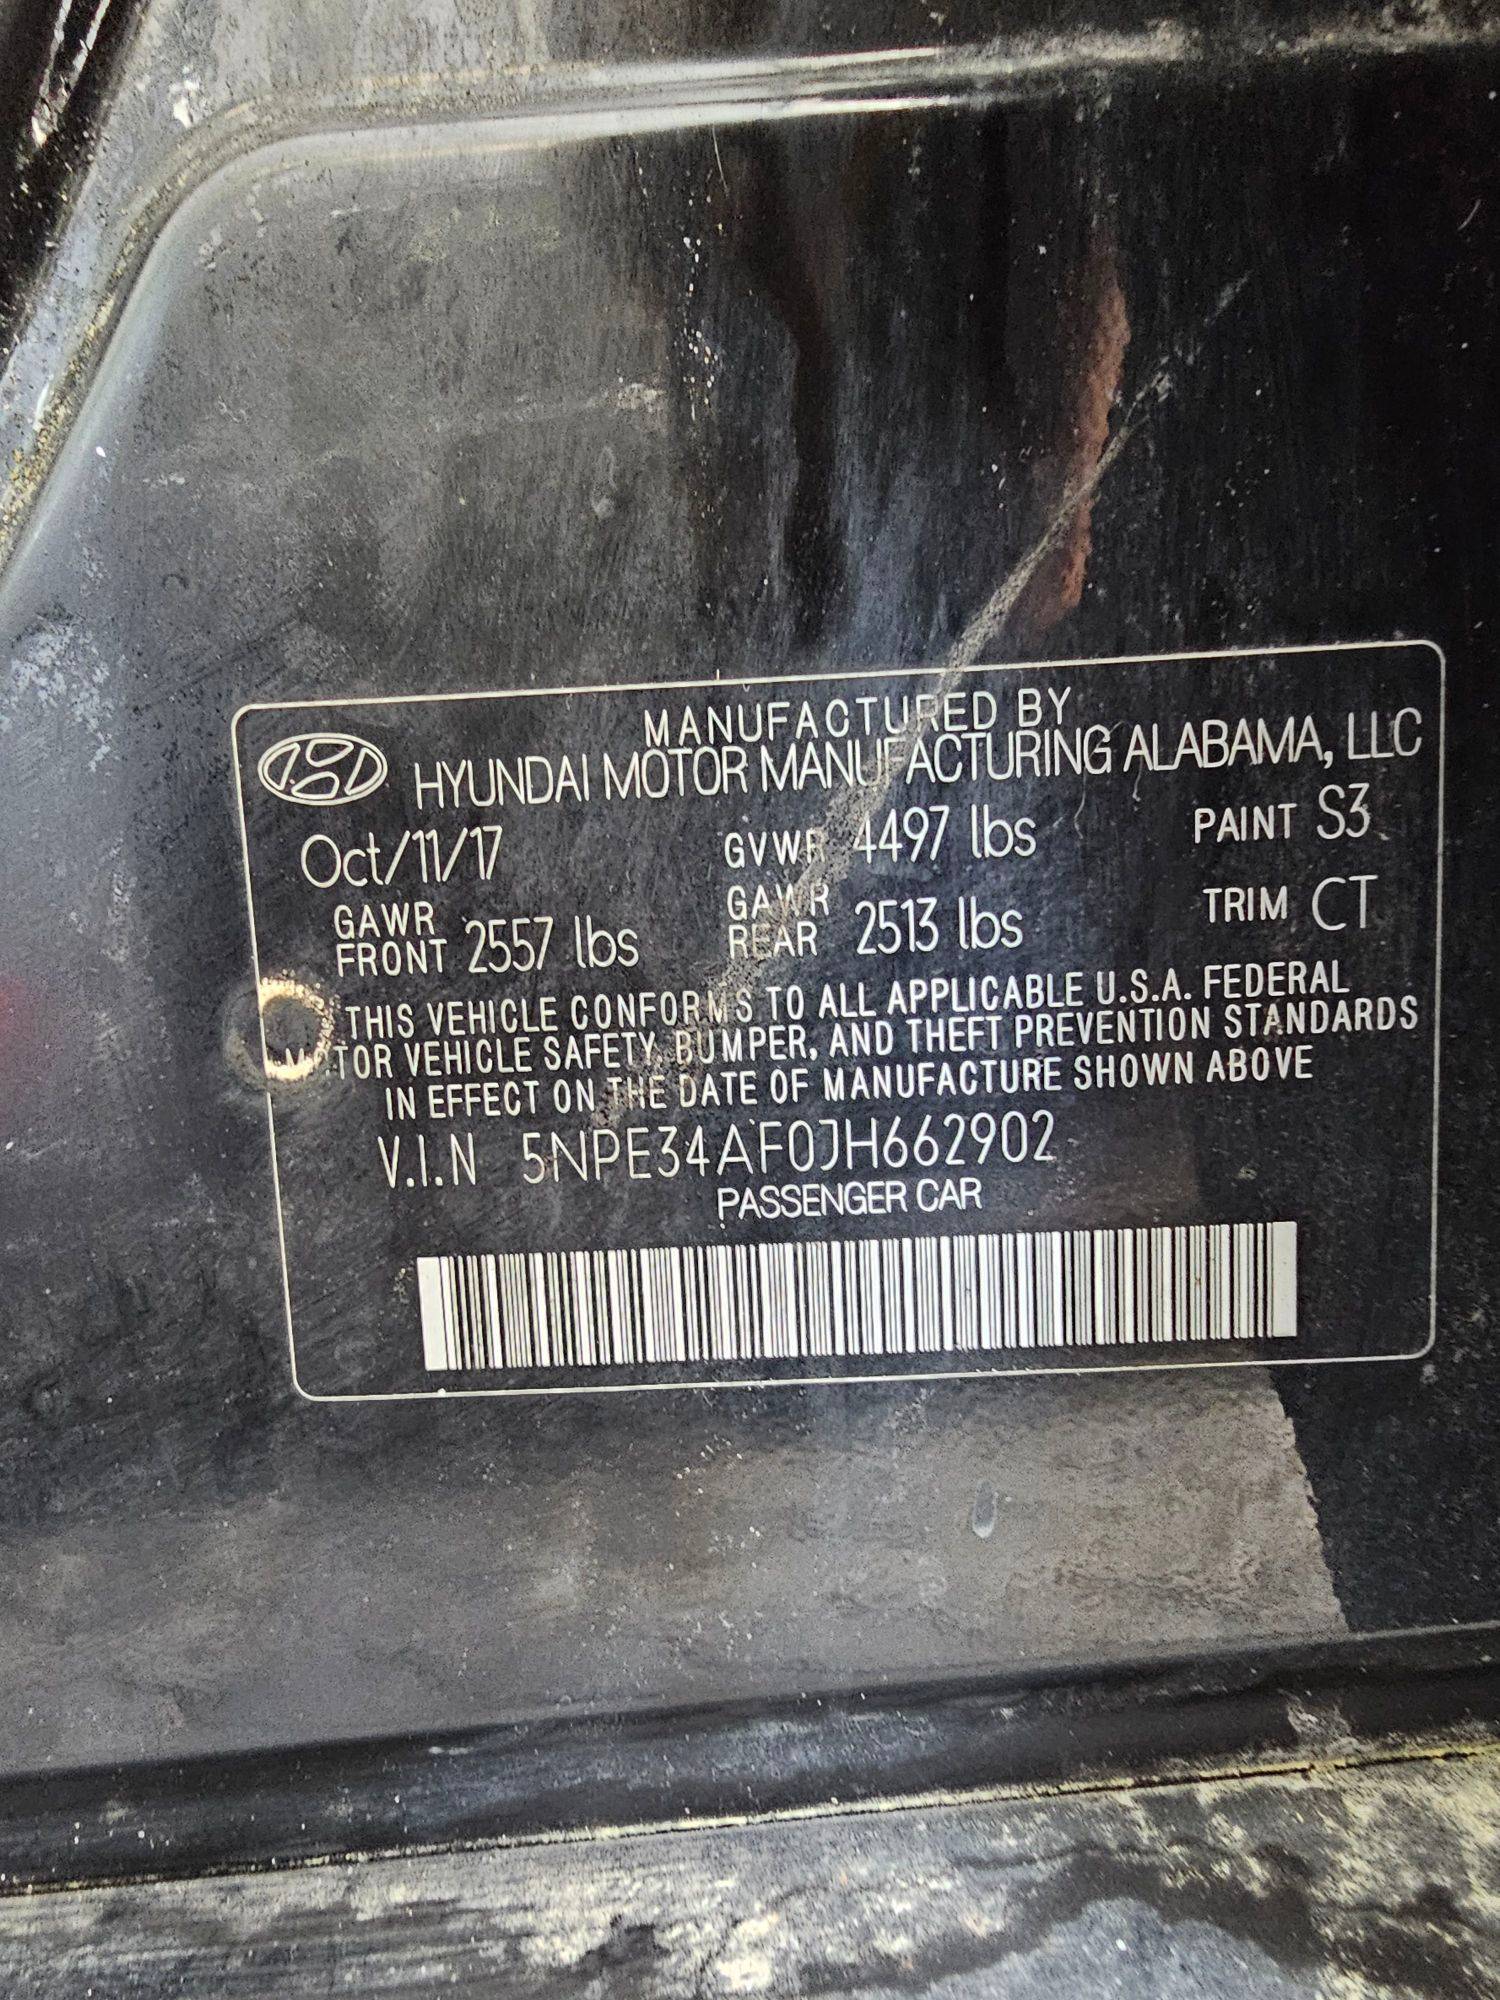 MANUFACTURED BY
HYUNDAI MOTOR MANUFACTURING ALABAMA, LLC
Oct/11/17 GVWR 4497 lbs PAINT S3
GAWR FRONT 2557 lbs GAWR REAR 2513 lbs TRIM CT
THIS VEHICLE CONFORMS TO ALL APPLICABLE U.S.A. FEDERAL
MOTOR VEHICLE SAFETY, BUMPER, AND THEFT PREVENTION STANDARDS
IN EFFECT ON THE DATE OF MANUFACTURE SHOWN ABOVE
V.I.N 5NPE34AF0JH662902
PASSENGER CAR